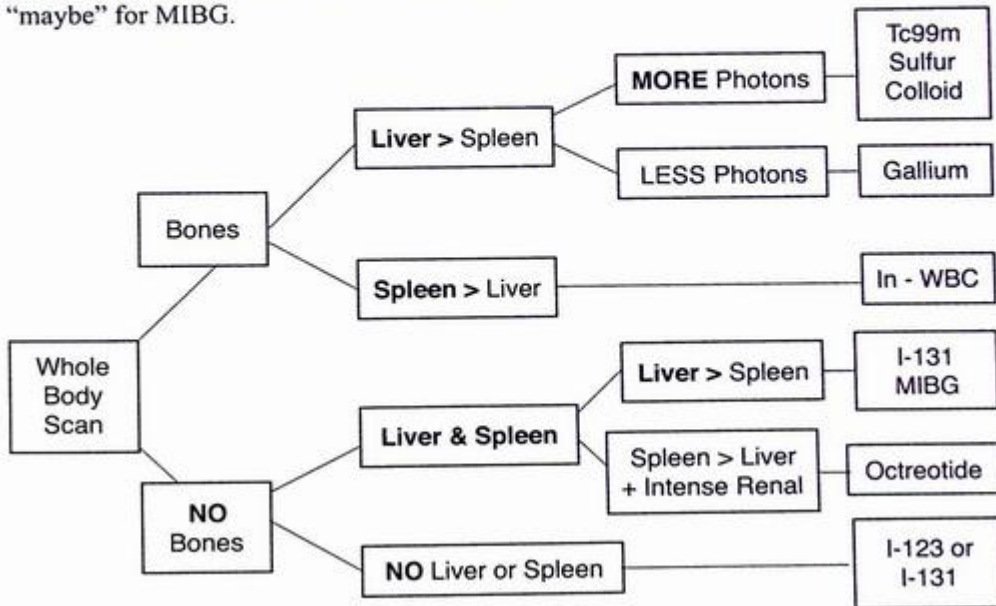 “maybe” for MIBG.
Tc99m
Sulfur
Colloid
MORE Photons
Liver > Spleen
LESS Photons
Gallium
Bones
Spleen > Liver
In - WBC
Whole
Body
Scan
Liver > Spleen
I-131
MIBG
Liver & Spleen
Spleen > Liver
+ Intense Renal
Octreotide
NO
Bones
NO Liver or Spleen
I-123 or
I-131